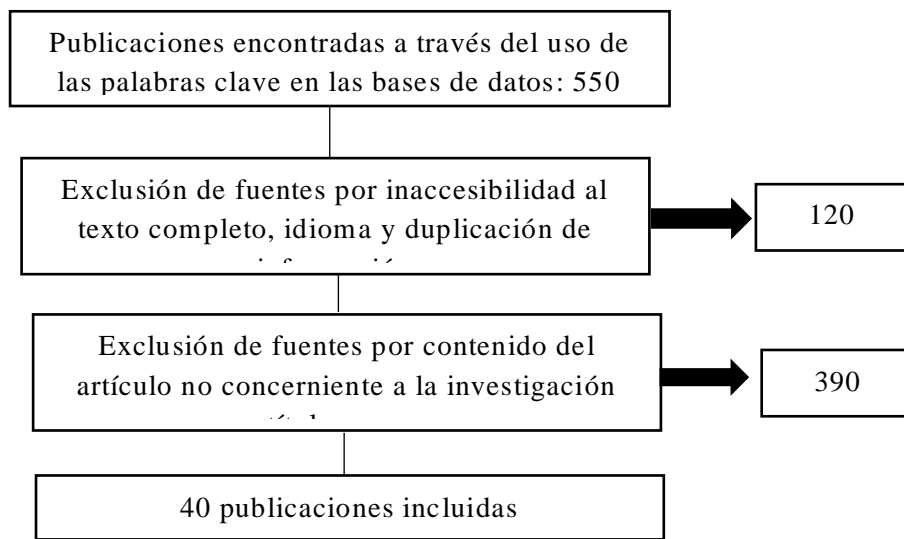 Publicaciones encontradas a través del uso de
las palabras clave en las bases de datos: 550
Exclusión de fuentes por inaccesibilidad al
texto completo, idioma y duplicación de
120
Exclusión de fuentes por contenido del
artículo no concerniente a la investigación
390
40 publicaciones incluidas